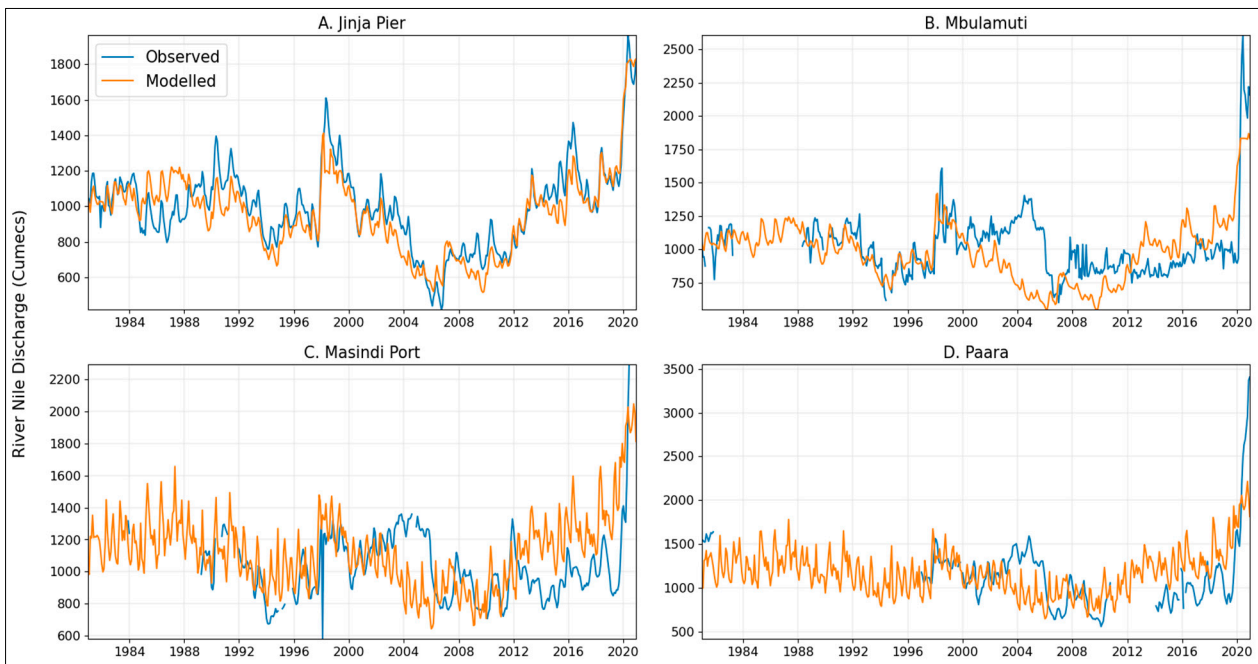 A. Jinja Pier
Observed
Modelled
1800
1600
1400
1200
1000
800
600
1984 1988 1992 1996 2000 2004 2008 2012 2016 2020
B. Mbulamuti
2500
2250
2000
1750
1500
1250
1000
750
1984 1988 1992 1996 2000 2004 2008 2012 2016 2020
River Nile Discharge (Cumecs)
C. Masindi Port
2200
2000
1800
1600
1400
1200
1000
800
600
1984 1988 1992 1996 2000 2004 2008 2012 2016 2020
D. Paara
3500
3000
2500
2000
1500
1000
500
1984 1988 1992 1996 2000 2004 2008 2012 2016 2020